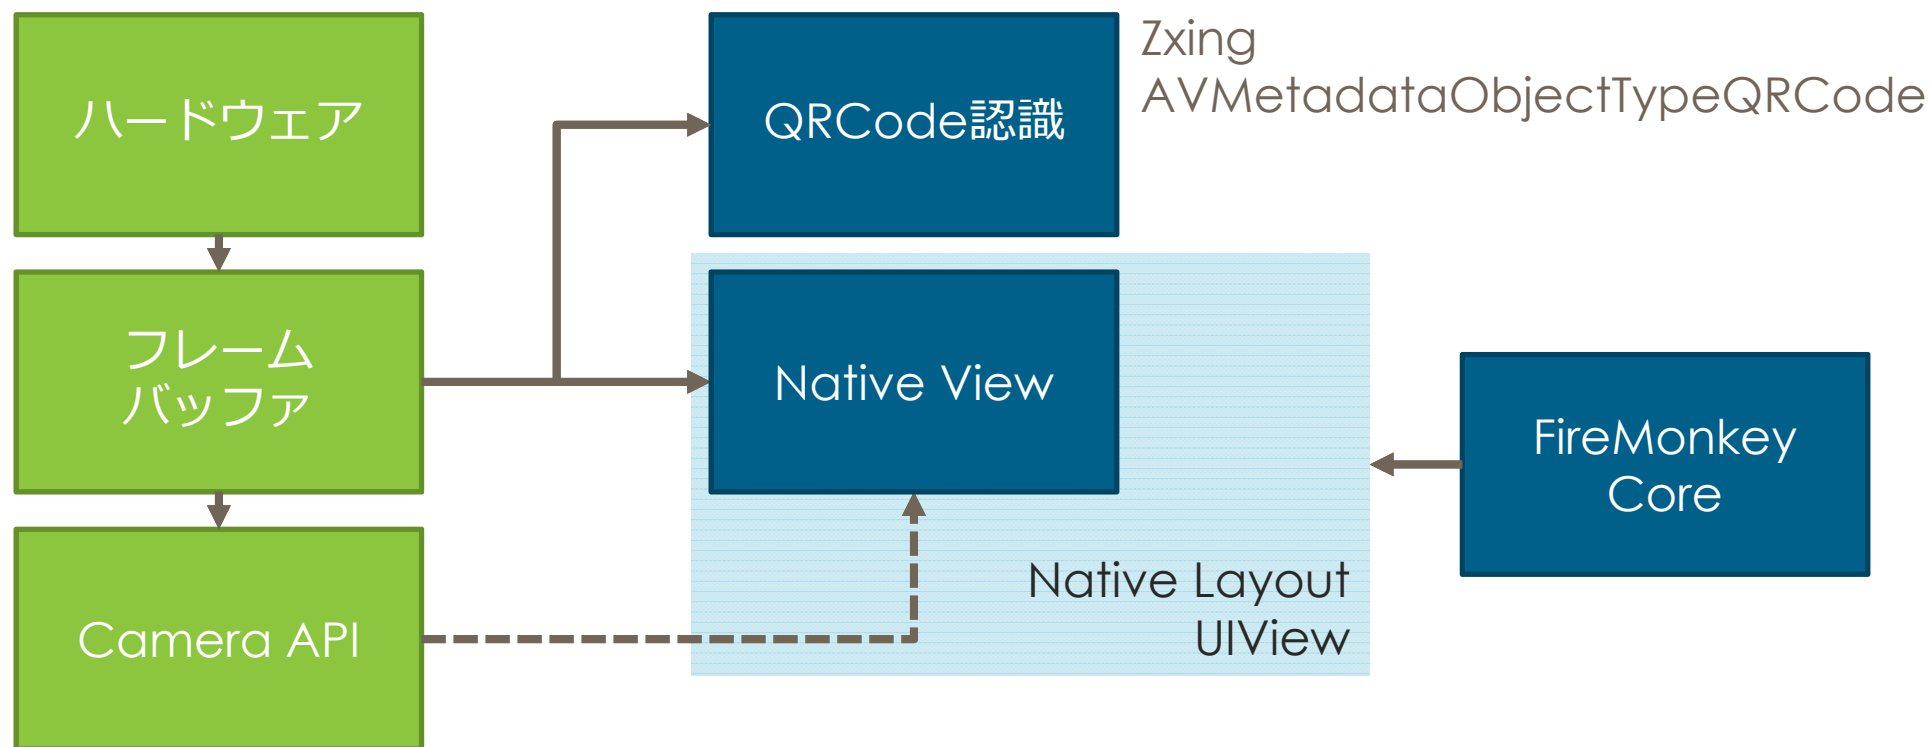 ハードウェア
QRCode認識
Zxing
AVMetadataObjectTypeQRCode
フレーム
バッファ
Native View
FireMonkey
Core
Native Layout
UIView
Camera API